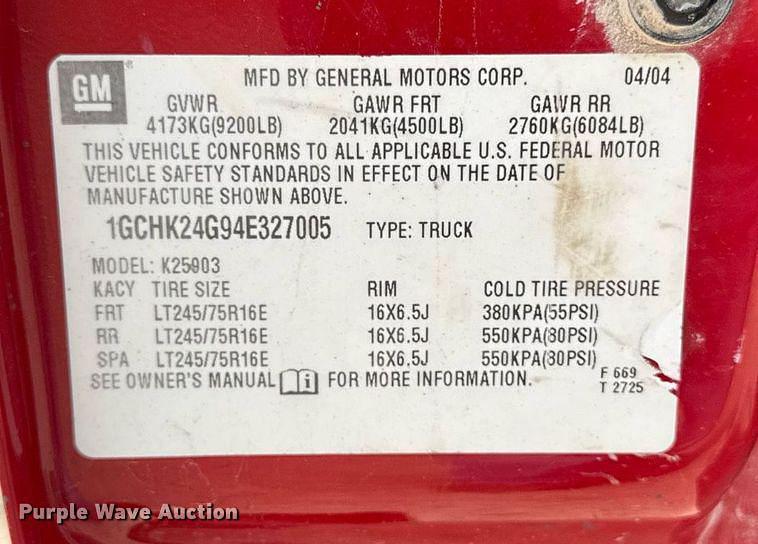 GM ® MFD BY GENERAL MOTORS CORP. 04/04
GVWR GAWR FRT GAWR RR
4173KG(9200LB) 2041KG(4500LB) 2760KG(6084LB)
THIS VEHICLE CONFORMS TO ALL APPLICABLE U.S. FEDERAL MOTOR
VEHICLE SAFETY STANDARDS IN EFFECT ON THE DATE OF
MANUFACTURE SHOWN ABOVE.
1GCHK24G94E327005 TYPE: TRUCK
MODEL: K25903
KACY TIRE SIZE RIM COLD TIRE PRESSURE
FRT LT245/75R16E 16X6.5J 380KPA(55PSI)
RR LT245/75R16E 16X6.5J 550KPA(80PSI)
SPA LT245/75R16E 16X6.5J 550KPA(80PSI)
SEE OWNER'S MANUAL i FOR MORE INFORMATION.
F 669
T 2725
Purple Wave Auction